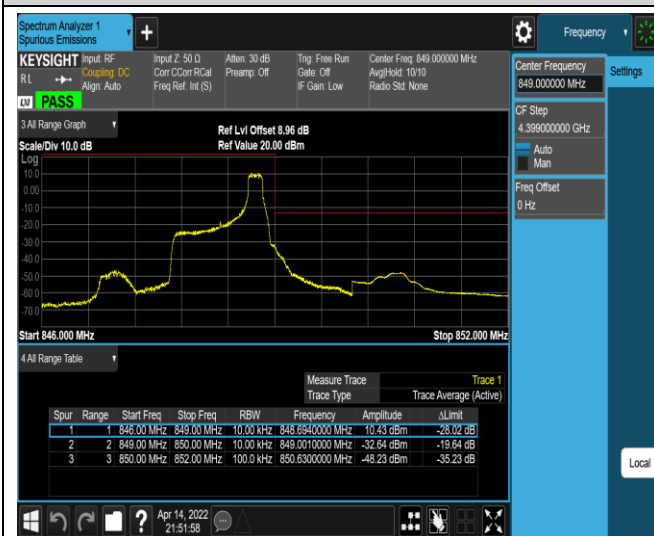 Spectrum Analyzer 1
Spurious Emissions
+
Frequency
KEYSIGHT
Input: RF
Coupling: DC
Align: Auto
Input Z: 50 Ω
Corr CCorr RCal
Freq Ref: Int (S)
Atten: 30 dB
Preamp: Off
Trig: Free Run
Gate: Off
IF Gain: Low
Center Freq: 849.000000 MHz
Avg|Hold: 10/10
Radio Std: None
R L
LXI
PASS
Center Frequency
849.000000 MHz
Settings
CF Step
4.399000000 GHz
Auto
Man
Freq Offset
0 Hz
Local
3 All Range Graph
Ref Lvl Offset 8.96 dB
Scale/Div 10.0 dB
Ref Value 20.00 dBm
Log
10.0
0.00
-10.0
-20.0
-30.0
-40.0
-50.0
-60.0
-70.0
Start 846.000 MHz
Stop 852.000 MHz
4 All Range Table
Measure Trace Trace 1
Trace Type Trace Average (Active)
Spur Range Start Freq Stop Freq RBW Frequency Amplitude ΔLimit
1 1 846.00 MHz 849.00 MHz 10.00 kHz 848.6940000 MHz 10.43 dBm -28.02 dB
2 2 849.00 MHz 850.00 MHz 10.00 kHz 849.0010000 MHz -32.64 dBm -19.64 dB
3 3 850.00 MHz 852.00 MHz 100.0 kHz 850.6300000 MHz -48.23 dBm -35.23 dB
?
Apr 14, 2022
21:51:58